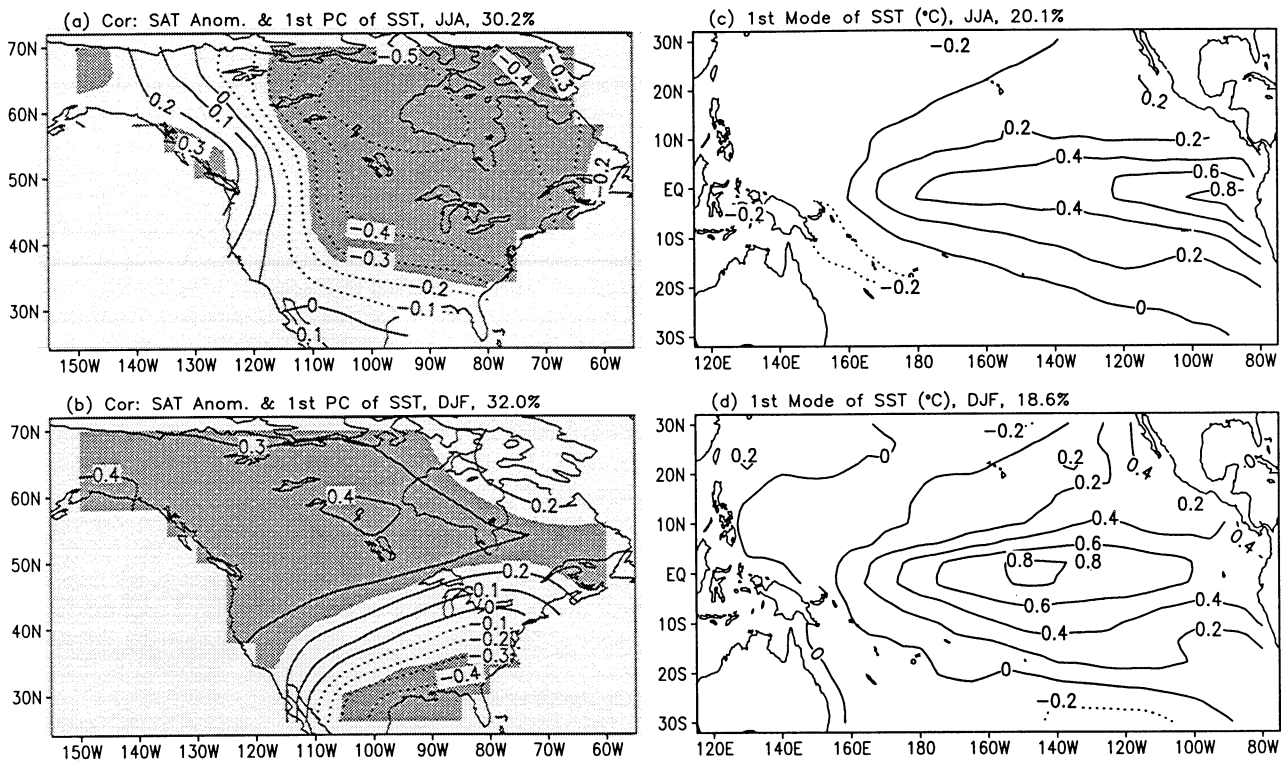 (a) Cor: SAT Anom. & 1st PC of SST, JJA, 30.2%
70N
60N
50N
40N
30N
-0.5
-0.4
-0.3
0.2
0
0.1
0.3
-0.2
-0.4
-0.3
-0.2
-0.1
0
0.1
150W 140W 130W 120W 110W 100W 90W 80W 70W 60W
(c) 1st Mode of SST (°C), JJA, 20.1%
30N
20N
10N
EQ
10S
20S
30S
-0.2
0.2
0.2
0.2
0.4
0.6
0.8
-0.2
0.4
0.2
-0.2
0
120E 140E 160E 180E 160W 140W 120W 100W 80W
(b) Cor: SAT Anom. & 1st PC of SST, DJF, 32.0%
70N
60N
50N
40N
30N
0.3
0.4
0.4
0.2
0.2
0.1
0
-0.1
-0.2
-0.3
-0.4
150W 140W 130W 120W 110W 100W 90W 80W 70W 60W
(d) 1st Mode of SST (°C), DJF, 18.6%
30N
20N
10N
EQ
10S
20S
30S
-0.2
0.2
0
0.2
0.4
0
0.2
0.2
0.4
0.4
0.6
0.8
0.8
0.6
0.4
0.4
0.2
0
0
-0.2
120E 140E 160E 180E 160W 140W 120W 100W 80W